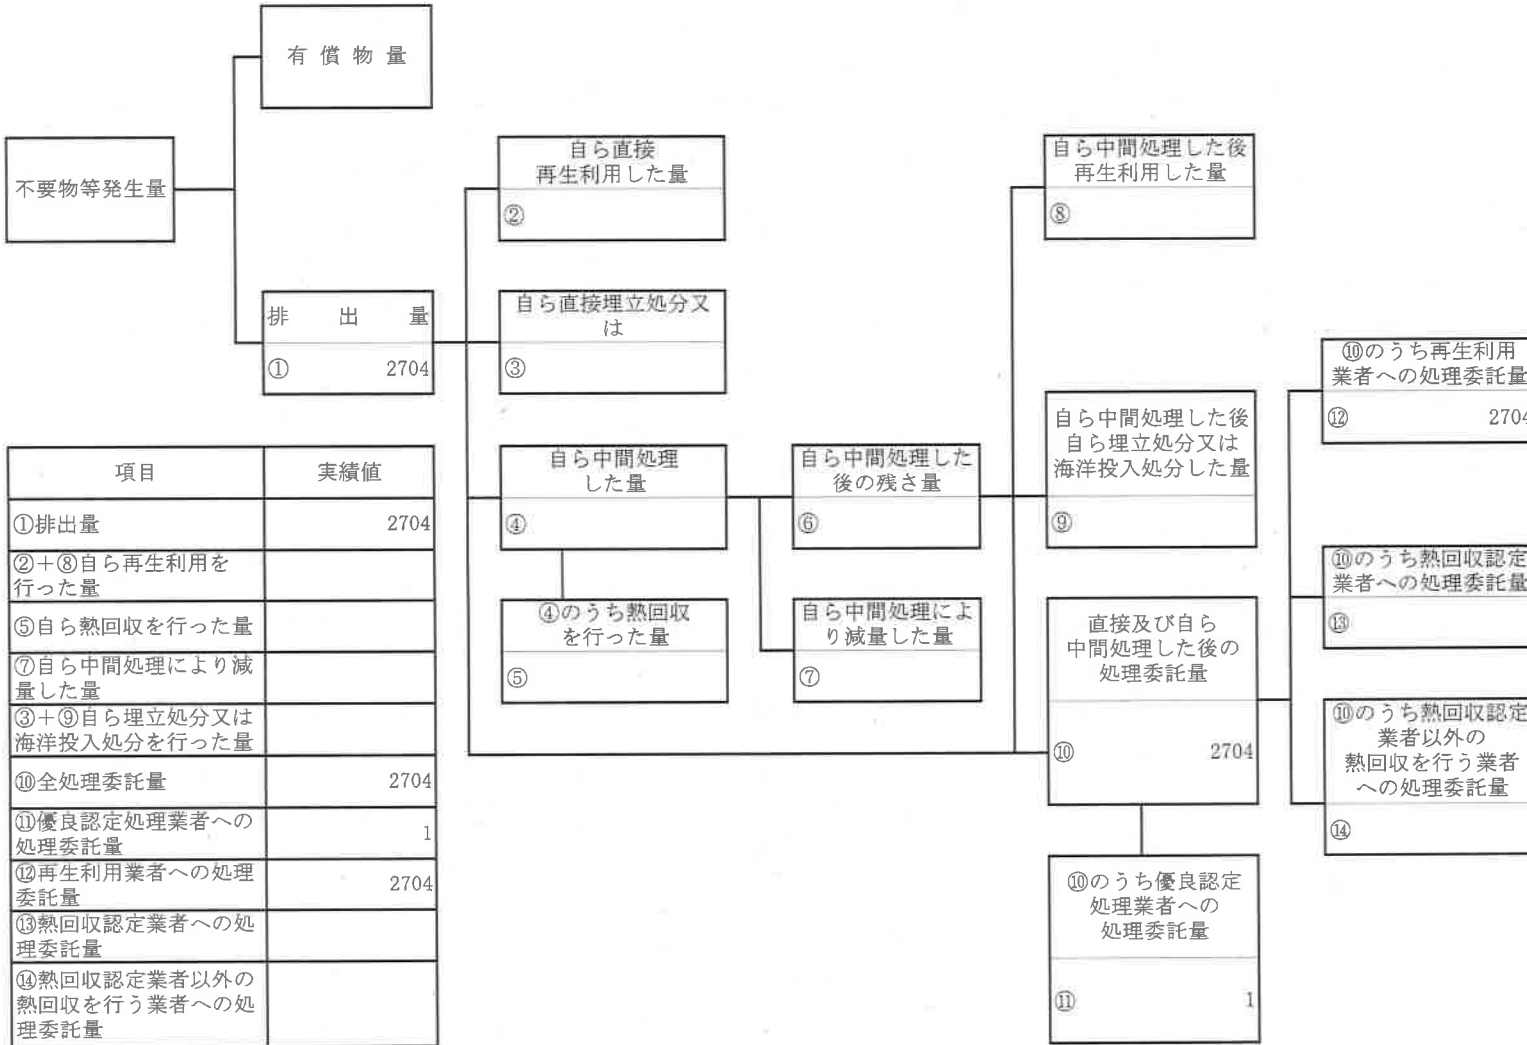 有償物量
不要物等発生量
自ら直接
再生利用した量
②
自ら中間処理した後
再生利用した量
⑧
排出量
① 2704
自ら直接埋立処分又
は
③
⑩のうち再生利用
業者への処理委託量
⑫ 2704
自ら中間処理した後
自ら埋立処分又は
海洋投入処分した量
⑨
自ら中間処理
した量
④
自ら中間処理した
後の残さ量
⑥
④のうち熱回収
を行った量
⑤
自ら中間処理によ
り減量した量
⑦
直接及び自ら
中間処理した後の
処理委託量
⑩ 2704
⑩のうち熱回収認定
業者への処理委託量
⑬
⑩のうち熱回収認定
業者以外の
熱回収を行う業者
への処理委託量
⑭
⑩のうち優良認定
処理業者への
処理委託量
⑪ 1
項目 実績値
①排出量 2704
②+⑧自ら再生利用を
行った量
⑤自ら熱回収を行った量
⑦自ら中間処理により減
量した量
③+⑨自ら埋立処分又は
海洋投入処分を行った量
⑩全処理委託量 2704
⑪優良認定処理業者への
処理委託量 1
⑫再生利用業者への処理
委託量 2704
⑬熱回収認定業者への処
理委託量
⑭熱回収認定業者以外の
熱回収を行う業者への処
理委託量